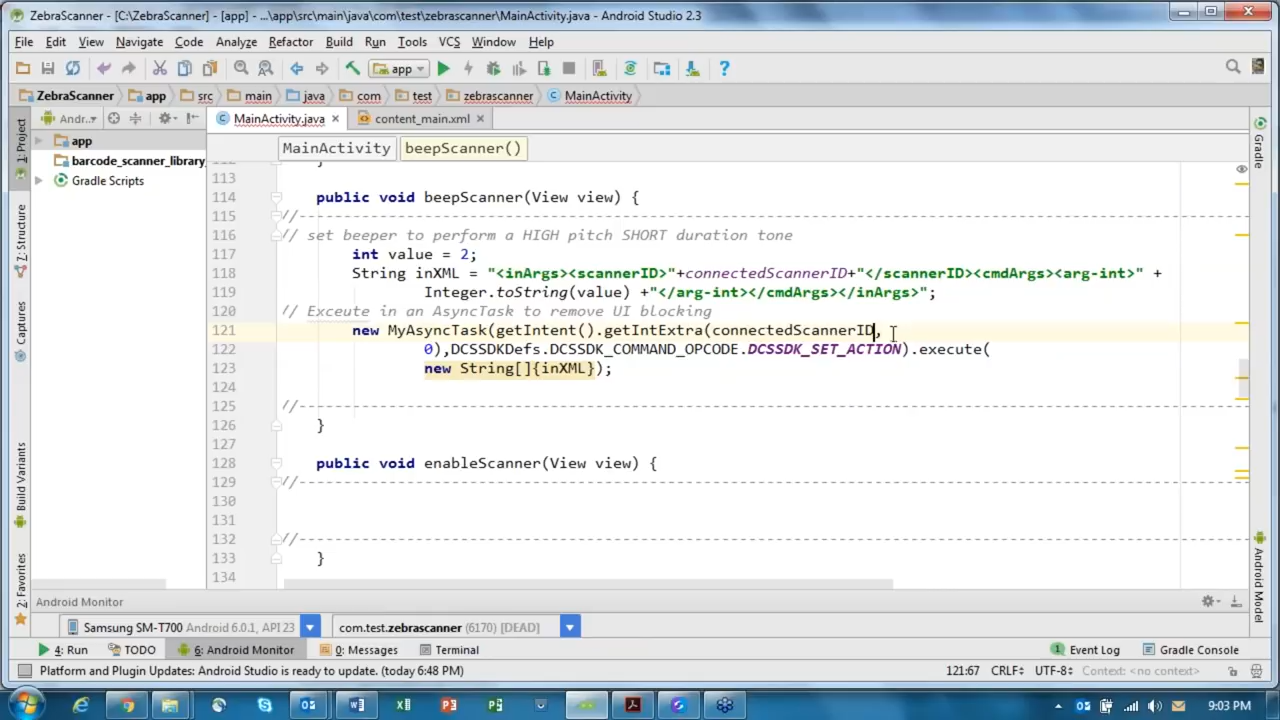 ZebraScanner - [C:\ZebraScanner] - [app] - ...\app\src\main\java\com\test\zebrascanner\MainActivity.java - Android Studio 2.3
File Edit View Navigate Code Analyze Refactor Build Run Tools VCS Window Help
app
ZebraScanner app src main java com test zebrascanner MainActivity
Andr... MainActivity.java content_main.xml
MainActivity beepScanner()
app
barcode_scanner_library
Gradle Scripts
1: Project
7: Structure
Captures
Build Variants
2: Favorites
Gradle
Android Model
113
114 public void beepScanner(View view) {
115 //----------------------------------------------------------------------------------------------------
116 // set beeper to perform a HIGH pitch SHORT duration tone
117 int value = 2;
118 String inXML = "<inArgs><scannerID>"+connectedScannerID+"</scannerID><cmdArgs><arg-int>" +
119 Integer.toString(value) +"</arg-int></cmdArgs></inArgs>";
120 // Exceute in an AsyncTask to remove UI blocking
121 new MyAsyncTask(getIntent().getIntExtra(connectedScannerID,
122 0),DCSSDKDefs.DCSSDK_COMMAND_OPCODE.DCSSDK_SET_ACTION).execute(
123 new String[]{inXML});
124
125 //----------------------------------------------------------------------------------------------------
126 }
127
128 public void enableScanner(View view) {
129 //----------------------------------------------------------------------------------------------------
130
131
132 //----------------------------------------------------------------------------------------------------
133 }
134
Android Monitor
Samsung SM-T700 Android 6.0.1, API 23 com.test.zebrascanner (6170) [DEAD]
4: Run TODO 6: Android Monitor 0: Messages Terminal 1 Event Log Gradle Console
Platform and Plugin Updates: Android Studio is ready to update. (today 6:48 PM) 121:67 CRLF UTF-8 Context: <no context>
9:03 PM